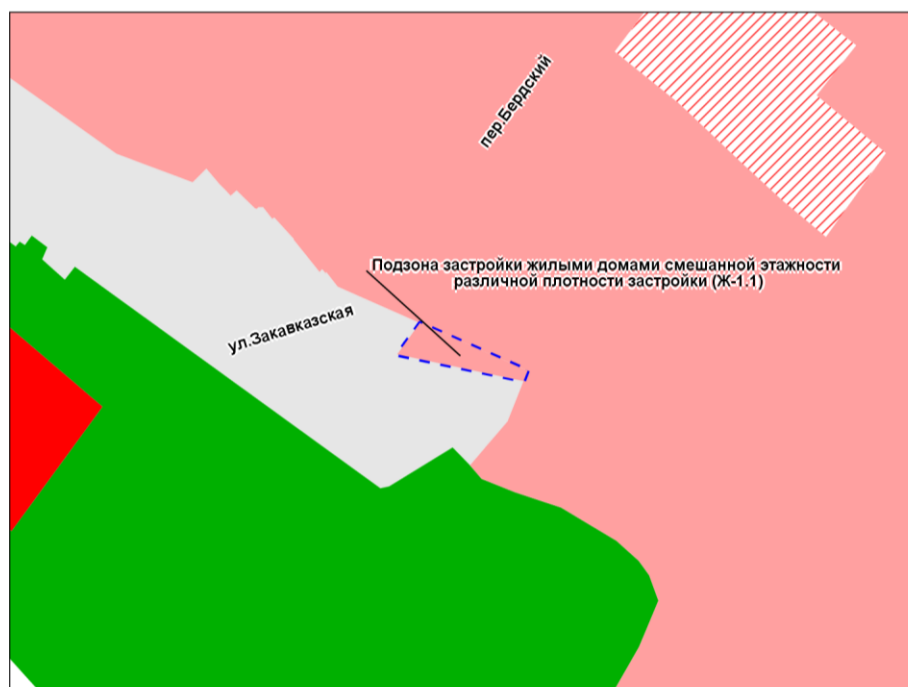 пер.Бердский
Подзона застройки жилыми домами смешанной этажности
различной плотности застройки (Ж-1.1)
ул.Закавказская